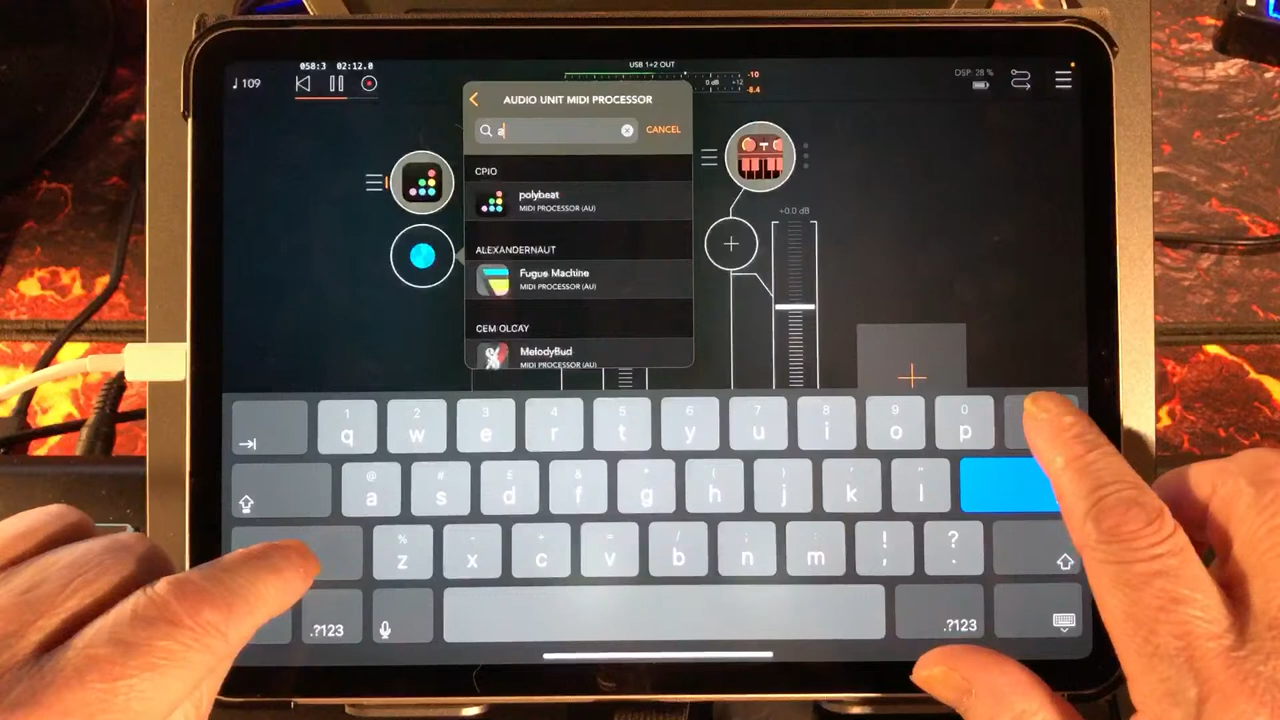 058:3 02:12.0
♩ 109
USB 1+2 OUT
0 dB +12
-10
-8.4
DSP: 28 %
AUDIO UNIT MIDI PROCESSOR
a
CANCEL
CPIO
polybeat
MIDI PROCESSOR (AU)
ALEXANDERNAUT
Fugue Machine
MIDI PROCESSOR (AU)
CEM OLCAY
MelodyBud
MIDI PROCESSOR (AU)
+0.0 dB
1 2 3 4 5 6 7 8 9 0
q w e r t y u i o p
@ # £ & * ( ) ' "
a s d f g h j k l
% - + = / ; :
z x c v b n m ! , ? .
.?123
.?123